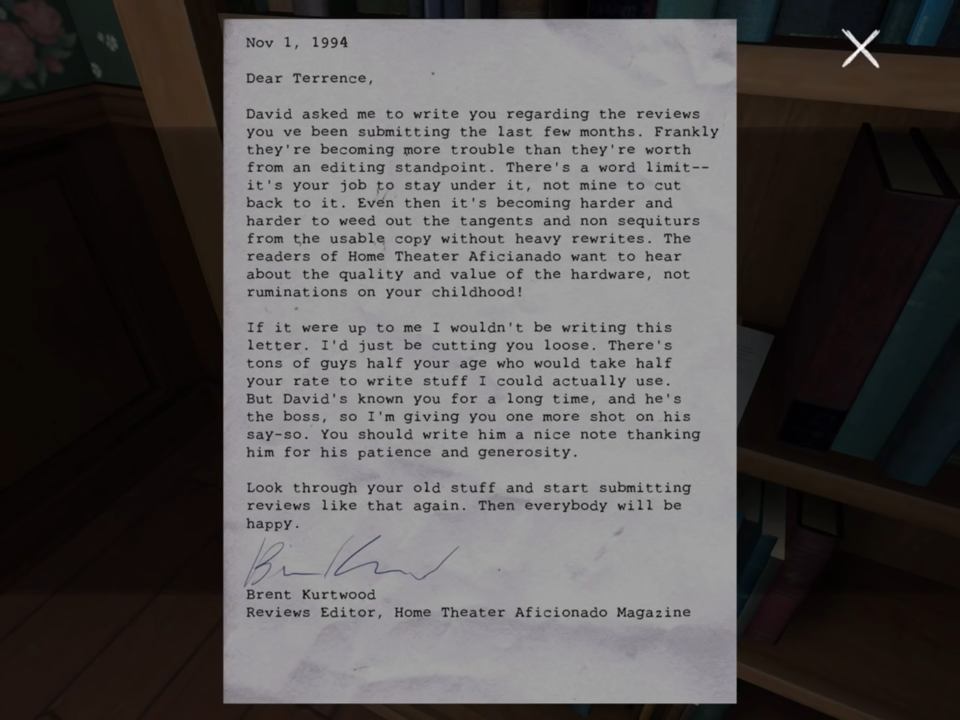 Nov 1, 1994
Dear Terrence,
David asked me to write you regarding the reviews
you ve been submitting the last few months. Frankly
they're becoming more trouble than they're worth
from an editing standpoint. There's a word limit--
it's your job to stay under it, not mine to cut
back to it. Even then it's becoming harder and
harder to weed out the tangents and non sequiturs
from the usable copy without heavy rewrites. The
readers of Home Theater Aficianado want to hear
about the quality and value of the hardware, not
ruminations on your childhood!
If it were up to me I wouldn't be writing this
letter. I'd just be cutting you loose. There's
tons of guys half your age who would take half
your rate to write stuff I could actually use.
But David's known you for a long time, and he's
the boss, so I'm giving you one more shot on his
say-so. You should write him a nice note thanking
him for his patience and generosity.
Look through your old stuff and start submitting
reviews like that again. Then everybody will be
happy.
Brent Kurtwood
Reviews Editor, Home Theater Aficionado Magazine